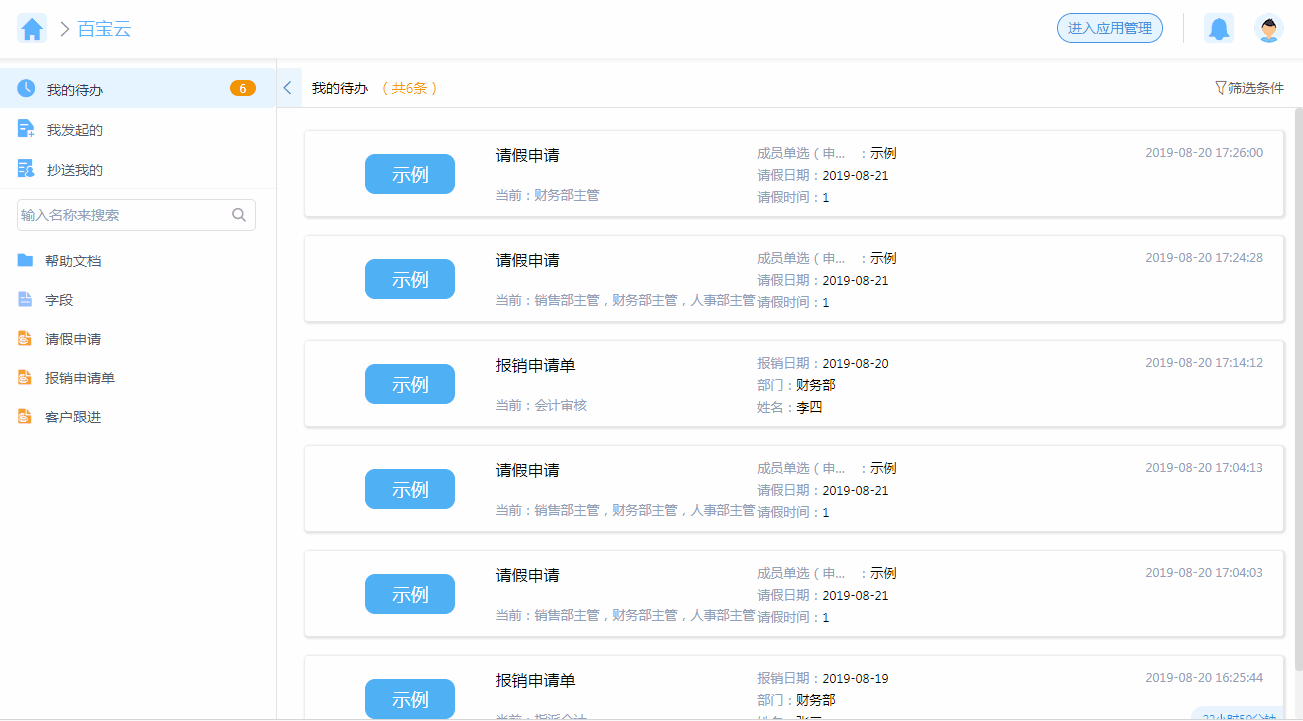 百宝云
进入应用管理
我的待办 6
我发起的
抄送我的
输入名称来搜索
帮助文档
字段
请假申请
报销申请单
客户跟进
我的待办 （共6条）
筛选条件
示例
请假申请
当前：财务部主管
成员单选（申... ：示例
请假日期：2019-08-21
请假时间：1
2019-08-20 17:26:00
示例
请假申请
当前：销售部主管，财务部主管，人事部主管
成员单选（申... ：示例
请假日期：2019-08-21
请假时间：1
2019-08-20 17:24:28
示例
报销申请单
当前：会计审核
报销日期：2019-08-20
部门：财务部
姓名：李四
2019-08-20 17:14:12
示例
请假申请
当前：销售部主管，财务部主管，人事部主管
成员单选（申... ：示例
请假日期：2019-08-21
请假时间：1
2019-08-20 17:04:13
示例
请假申请
当前：销售部主管，财务部主管，人事部主管
成员单选（申... ：示例
请假日期：2019-08-21
请假时间：1
2019-08-20 17:04:03
示例
报销申请单
报销日期：2019-08-19
部门：财务部
2019-08-20 16:25:44